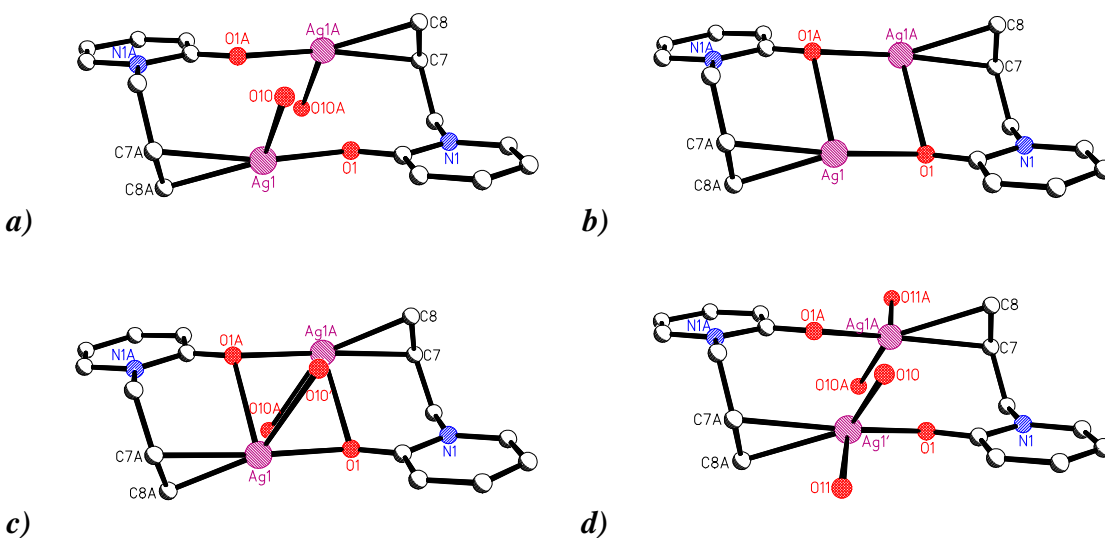 C8
O1A
Ag1A
N1A
C7
O10
O10A
C7A
N1
O1
Ag1
C8A
a)
C8
O1A
Ag1A
N1A
C7
C7A
N1
Ag1
O1
C8A
b)
C8
Ag1A
O1A
N1A
C7
O10'
O10A
C7A
N1
O1
Ag1
C8A
c)
O11A
C8
O1A
Ag1A
N1A
C7
O10
O10A
C7A
N1
Ag1'
O1
C8A
O11
d)